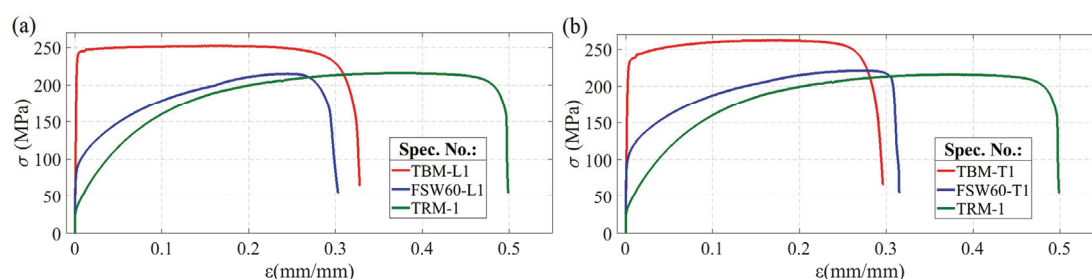 (a)
σ (MPa)
250
200
150
100
50
0
0 0.1 0.2 0.3 0.4 0.5
ε(mm/mm)
Spec. No.:
TBM-L1
FSW60-L1
TRM-1
(b)
σ (MPa)
250
200
150
100
50
0
0 0.1 0.2 0.3 0.4 0.5
ε(mm/mm)
Spec. No.:
TBM-T1
FSW60-T1
TRM-1